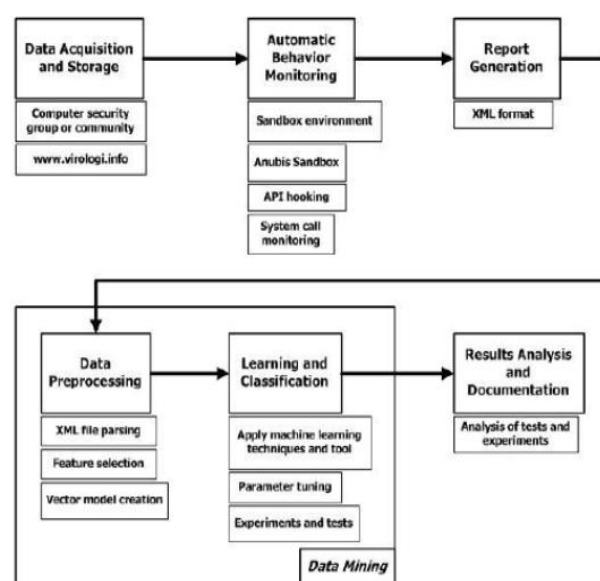 Data Acquisition
and Storage
Computer security
group or community
www.virologi.info
Automatic
Behavior
Monitoring
Sandbox environment
Anubis Sandbox
API hooking
System call
monitoring
Report
Generation
XML format
Data
Preprocessing
XML file parsing
Feature selection
Vector model creation
Learning and
Classification
Apply machine learning
techniques and tool
Parameter tuning
Experiments and tests
Results Analysis
and
Documentation
Analysis of tests and
experiments
Data Mining